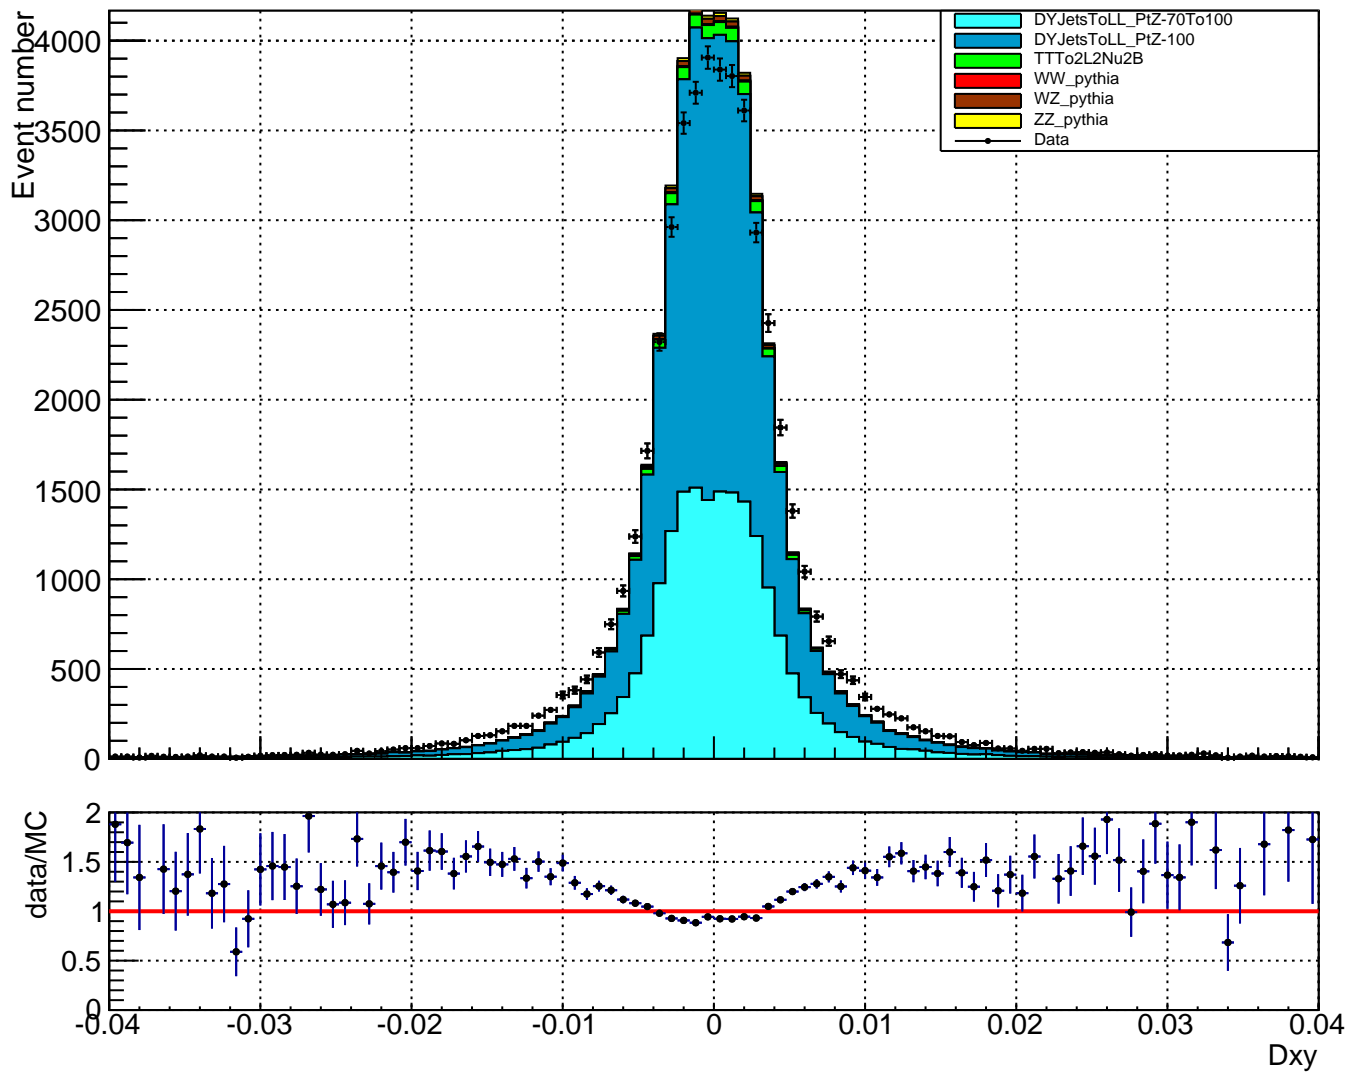 Event number
4000
3500
3000
2500
2000
1500
1000
500
0
DYJetsToLL_PtZ-70To100
DYJetsToLL_PtZ-100
TTTo2L2Nu2B
WW_pythia
WZ_pythia
ZZ_pythia
Data
data/MC
2
1.5
1
0.5
0
-0.04 -0.03 -0.02 -0.01 0 0.01 0.02 0.03 0.04
Dxy